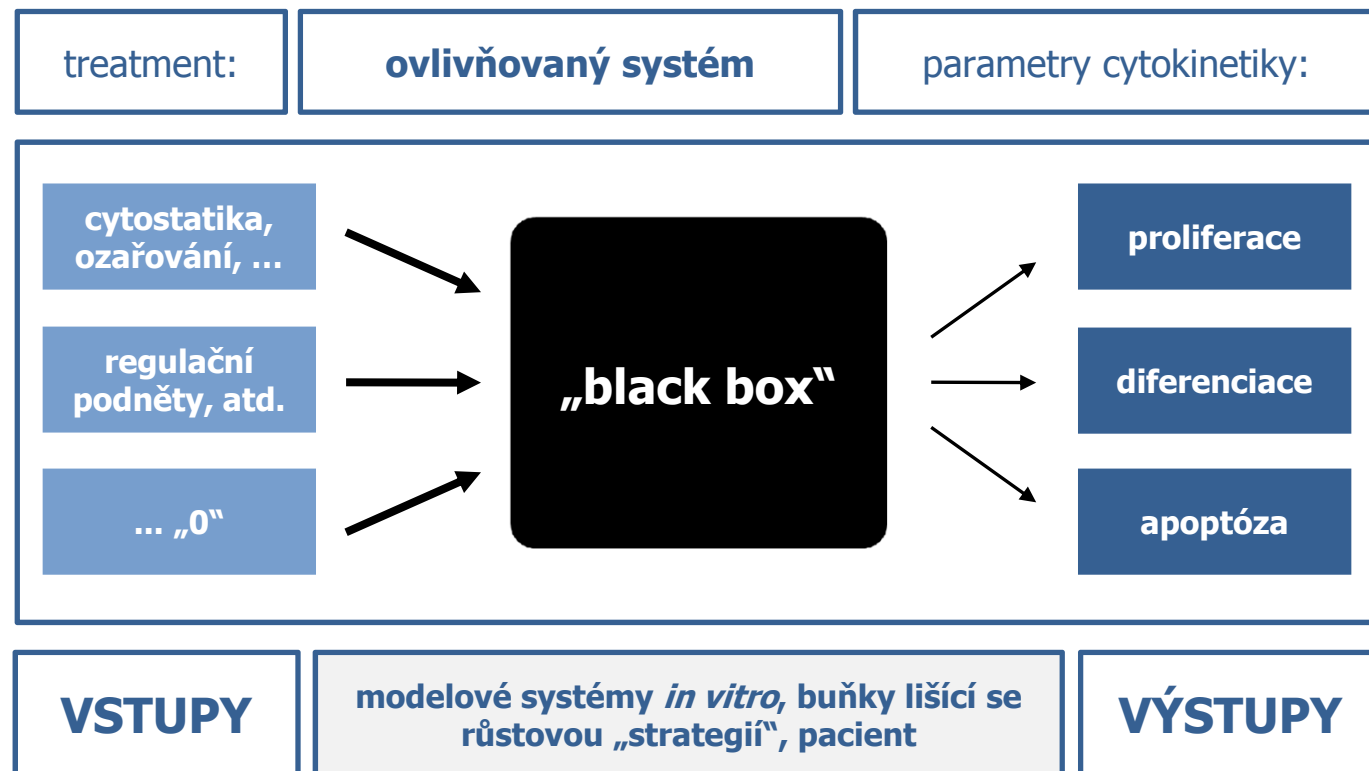 treatment:
ovlivňovaný systém
parametry cytokinetiky:
cytostatika,
ozařování, ...
regulační
podněty, atd.
... „0“
„black box“
proliferace
diferenciace
apoptóza
VSTUPY
modelové systémy in vitro, buňky lišící se
růstovou „strategií“, pacient
VÝSTUPY